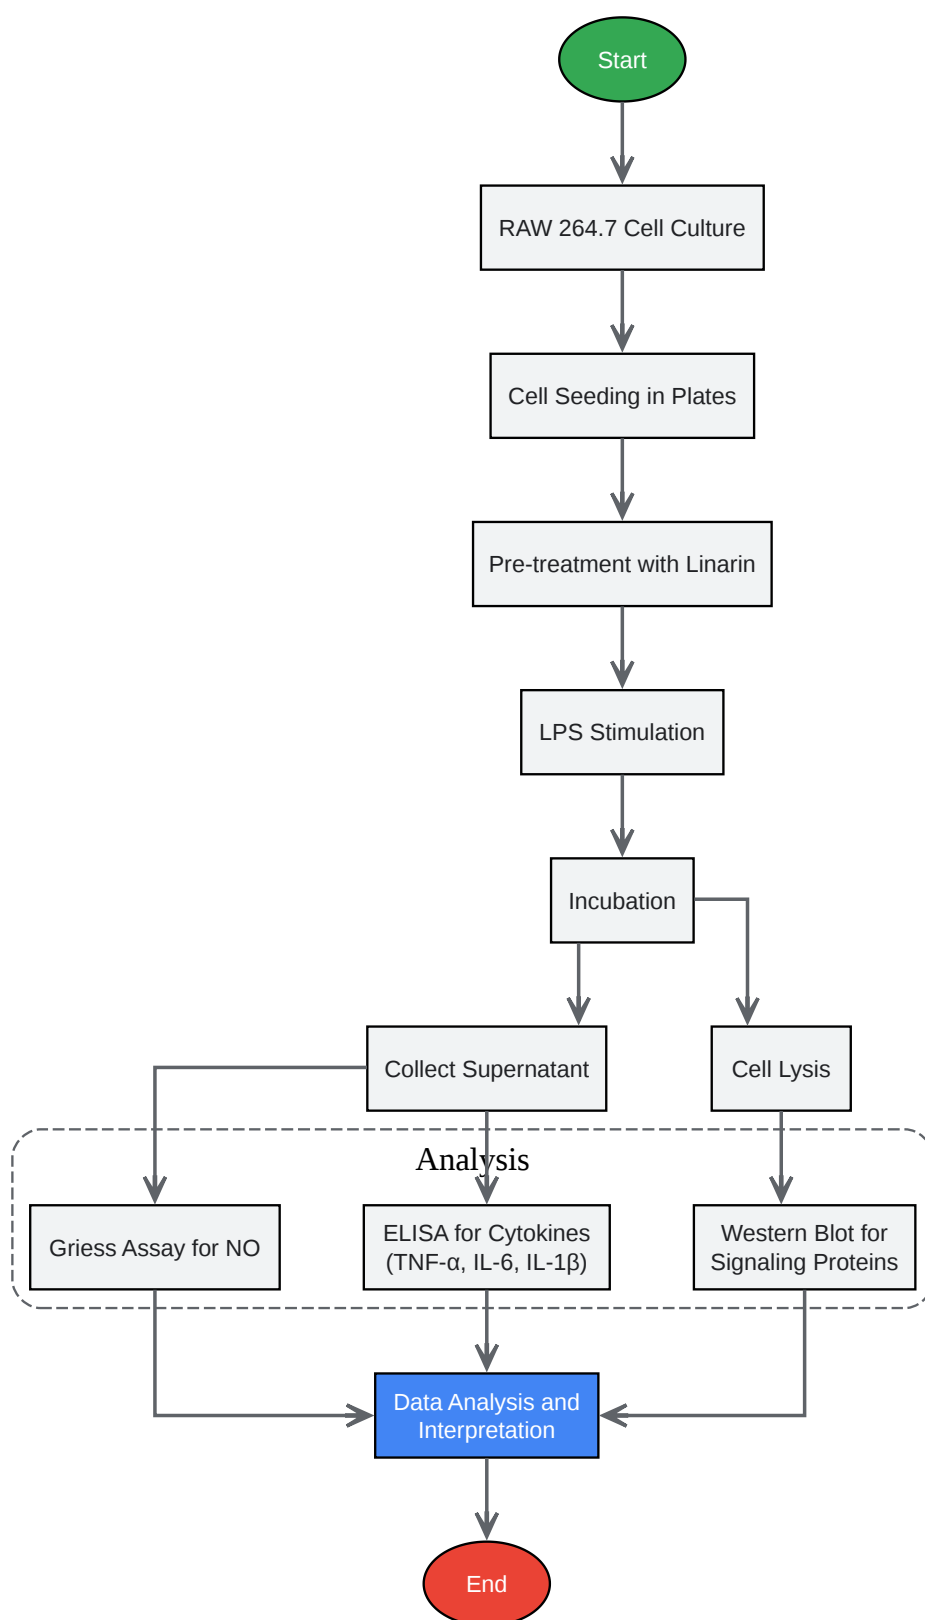 Start
RAW 264.7 Cell Culture
Cell Seeding in Plates
Pre-treatment with Linarin
LPS Stimulation
Incubation
Collect Supernatant
Cell Lysis
Analysis
Griess Assay for NO
ELISA for Cytokines
(TNF-α, IL-6, IL-1β)
Western Blot for
Signaling Proteins
Data Analysis and
Interpretation
End